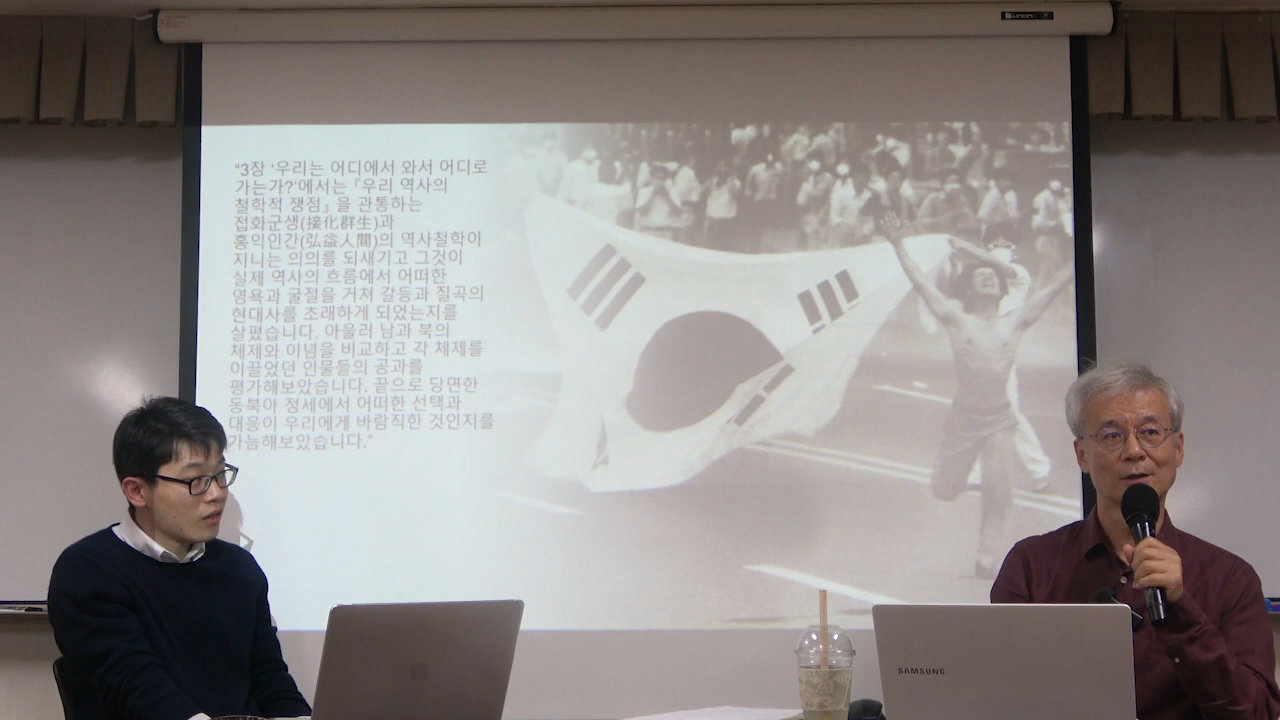 “3장 ‘우리는 어디에서 와서 어디로
가는가?’에서는 『우리 역사의
철학적 쟁점』 을 관통하는
접화군생(接化群生)과
홍익인간(弘益人間)의 역사철학이
지니는 의의를 되새기고 그것이
실제 역사의 흐름에서 어떠한
영욕과 굴절을 거쳐 갈등과 질곡의
현대사를 초래하게 되었는지를
살폈습니다. 아울러 남과 북의
체제와 이념을 비교하고 각 체제를
이끌었던 인물들의 공과를
평가해보았습니다. 끝으로 당면한
동북아 정세에서 어떠한 선택과
대응이 우리에게 바람직한 것인지를
가늠해보았습니다.”
SAMSUNG